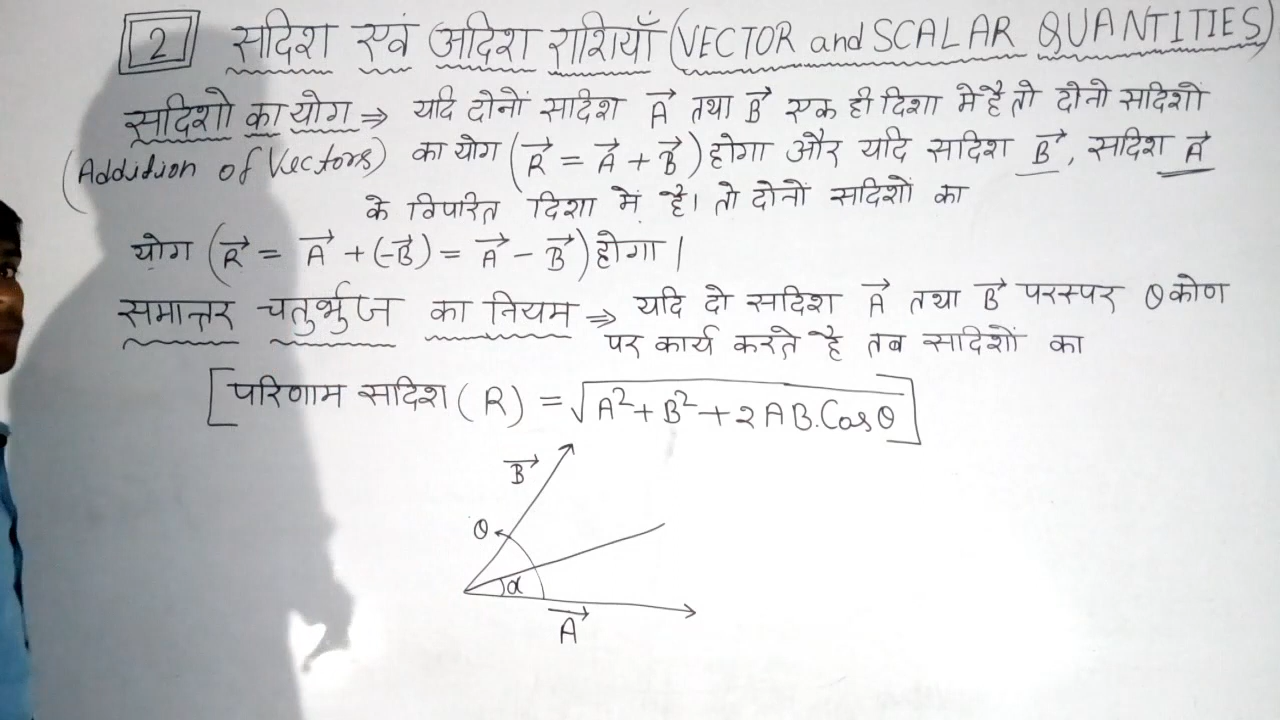 2 सदिश एवं अदिश राशियाँ (VECTOR and SCALAR QUANTITIES)
सदिशो का योग ⇒ यदि दोनों सदिश A⃗ तथा B⃗ एक ही दिशा मे है तो दोनो सदिशों
(Addition of Vectors) का योग (R⃗ = A⃗ + B⃗) होगा और यदि सदिश B⃗, सदिश A⃗
के विपरित दिशा में है। तो दोनों सदिशों का
योग (R⃗ = A⃗ + (-B⃗) = A⃗ - B⃗) होगा।
समान्तर चतुर्भुज का नियम ⇒ यदि दो सदिश A⃗ तथा B⃗ परस्पर θ कोण
पर कार्य करते है तब सदिशों का
[परिणाम सदिश (R) = √A²+B²+2AB.Cosθ]
B⃗
θ
α
A⃗